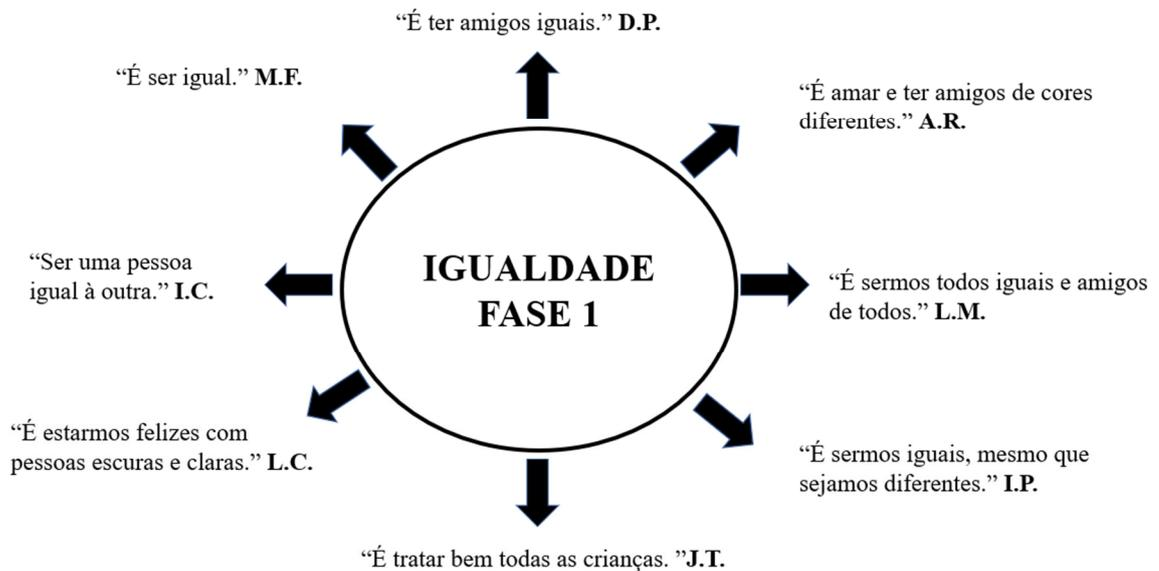 “É ter amigos iguais.” D.P.
“É ser igual.” M.F.
“É amar e ter amigos de cores
diferentes.” A.R.
“Ser uma pessoa
igual à outra.” I.C.
IGUALDADE
FASE 1
“É sermos todos iguais e amigos
de todos.” L.M.
“É estarmos felizes com
pessoas escuras e claras.” L.C.
“É sermos iguais, mesmo que
sejamos diferentes.” I.P.
“É tratar bem todas as crianças. ”J.T.